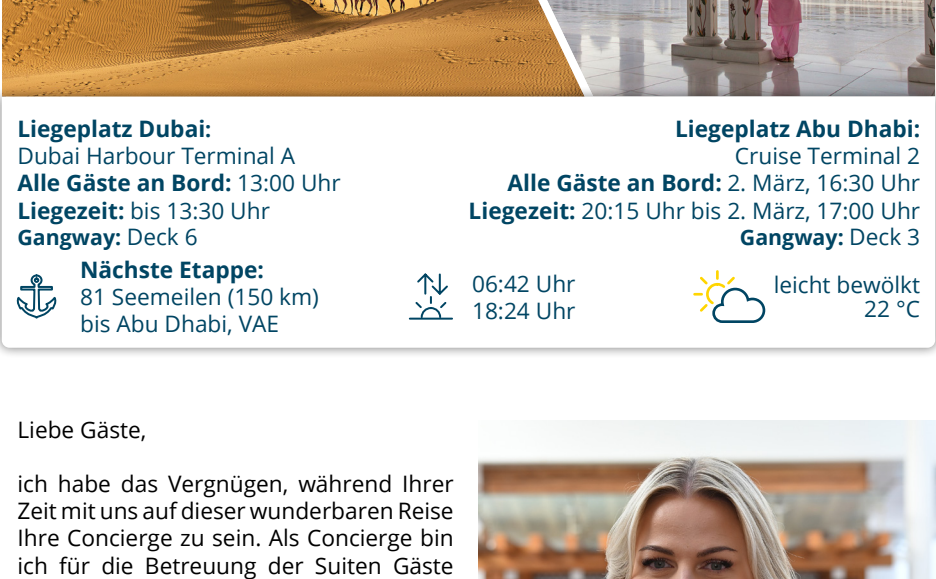 Liegeplatz Dubai:
Dubai Harbour Terminal A
Alle Gäste an Bord: 13:00 Uhr
Liegezeit: bis 13:30 Uhr
Gangway: Deck 6
Liegeplatz Abu Dhabi:
Cruise Terminal 2
Alle Gäste an Bord: 2. März, 16:30 Uhr
Liegezeit: 20:15 Uhr bis 2. März, 17:00 Uhr
Gangway: Deck 3
Nächste Etappe:
81 Seemeilen (150 km)
bis Abu Dhabi, VAE
06:42 Uhr
18:24 Uhr
leicht bewölkt
22 °C
Liebe Gäste,
ich habe das Vergnügen, während Ihrer
Zeit mit uns auf dieser wunderbaren Reise
Ihre Concierge zu sein. Als Concierge bin
ich für die Betreuung der Suiten Gäste